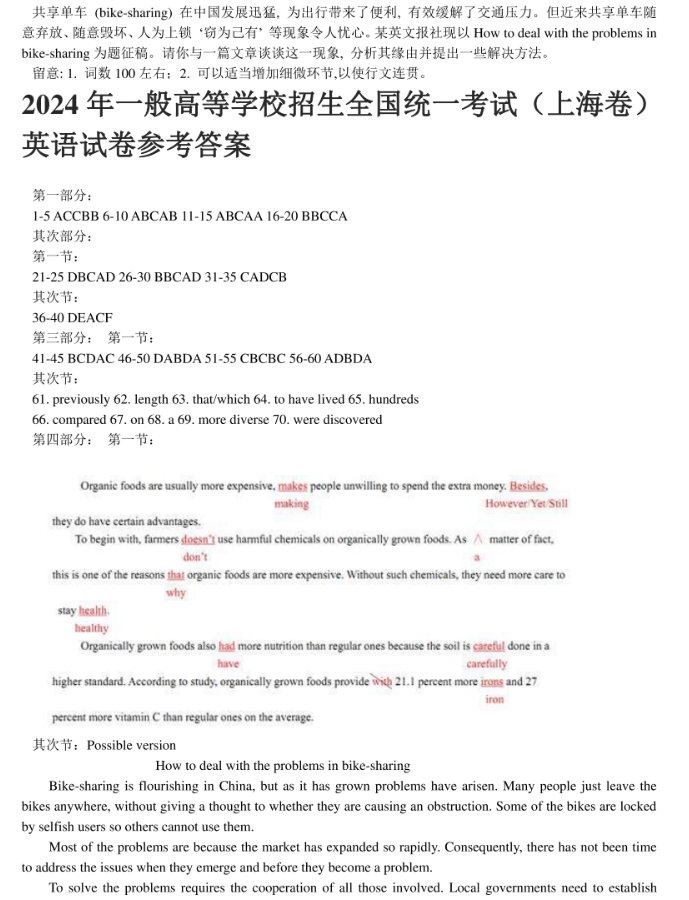 共享单车 (bike-sharing) 在中国发展迅猛, 为出行带来了便利, 有效缓解了交通压力。但近来共享单车随
意弃放、随意毁坏、人为上锁‘窃为己有’等现象令人忧心。某英文报社现以 How to deal with the problems in
bike-sharing 为题征稿。请你写一篇文章谈谈这一现象, 分析其缘由并提出一些解决方法。
留意: 1. 词数 100 左右; 2. 可以适当增加细微环节,以使行文连贯。
2024 年一般高等学校招生全国统一考试（上海卷）
英语试卷参考答案
第一部分:
1-5 ACCBB 6-10 ABCAB 11-15 ABCAA 16-20 BBCCA
其次部分:
第一节:
21-25 DBCAD 26-30 BBCAD 31-35 CADCB
其次节:
36-40 DEACF
第三部分: 第一节:
41-45 BCDAC 46-50 DABDA 51-55 CBCBC 56-60 ADBDA
其次节:
61. previously 62. length 63. that/which 64. to have lived 65. hundreds
66. compared 67. on 68. a 69. more diverse 70. were discovered
第四部分: 第一节:
Organic foods are usually more expensive, makes people unwilling to spend the extra money. Besides,
making However/Yet/Still
they do have certain advantages.
To begin with, farmers doesn't use harmful chemicals on organically grown foods. As ∧ matter of fact,
don't a
this is one of the reasons that organic foods are more expensive. Without such chemicals, they need more care to
why
stay health.
healthy
Organically grown foods also had more nutrition than regular ones because the soil is careful done in a
have carefully
higher standard. According to study, organically grown foods provide with 21.1 percent more irons and 27
iron
percent more vitamin C than regular ones on the average.
其次节: Possible version
How to deal with the problems in bike-sharing
Bike-sharing is flourishing in China, but as it has grown problems have arisen. Many people just leave the
bikes anywhere, without giving a thought to whether they are causing an obstruction. Some of the bikes are locked
by selfish users so others cannot use them.
Most of the problems are because the market has expanded so rapidly. Consequently, there has not been time
to address the issues when they emerge and before they become a problem.
To solve the problems requires the cooperation of all those involved. Local governments need to establish